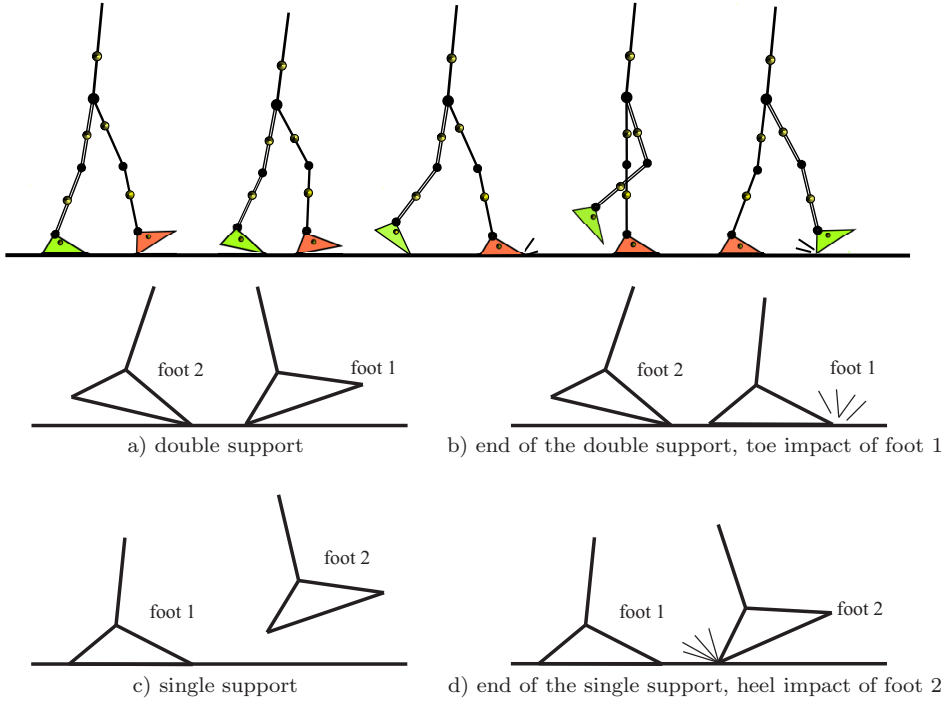 foot 2
foot 1
a) double support
foot 2
foot 1
b) end of the double support, toe impact of foot 1
foot 1
foot 2
c) single support
foot 1
foot 2
d) end of the single support, heel impact of foot 2